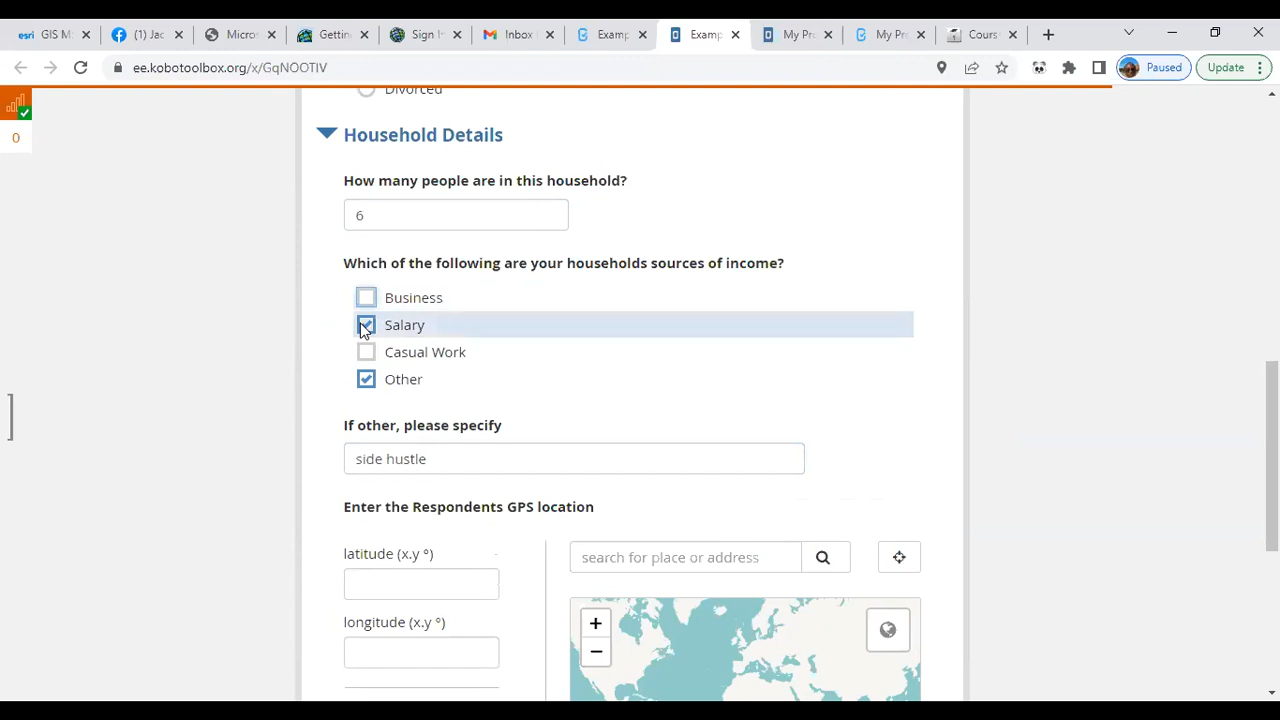 esri GIS M
(1) Jac
Micros
Getting
Sign I
Inbox
Examp
Examp
My Pr
My Pr
Cours
ee.kobotoolbox.org/x/GqNOOTIV
Paused
Update
0
Divorced
Household Details
How many people are in this household?
6
Which of the following are your households sources of income?
Business
Salary
Casual Work
Other
If other, please specify
side hustle
Enter the Respondents GPS location
latitude (x.y °)
search for place or address
longitude (x.y °)
+
−